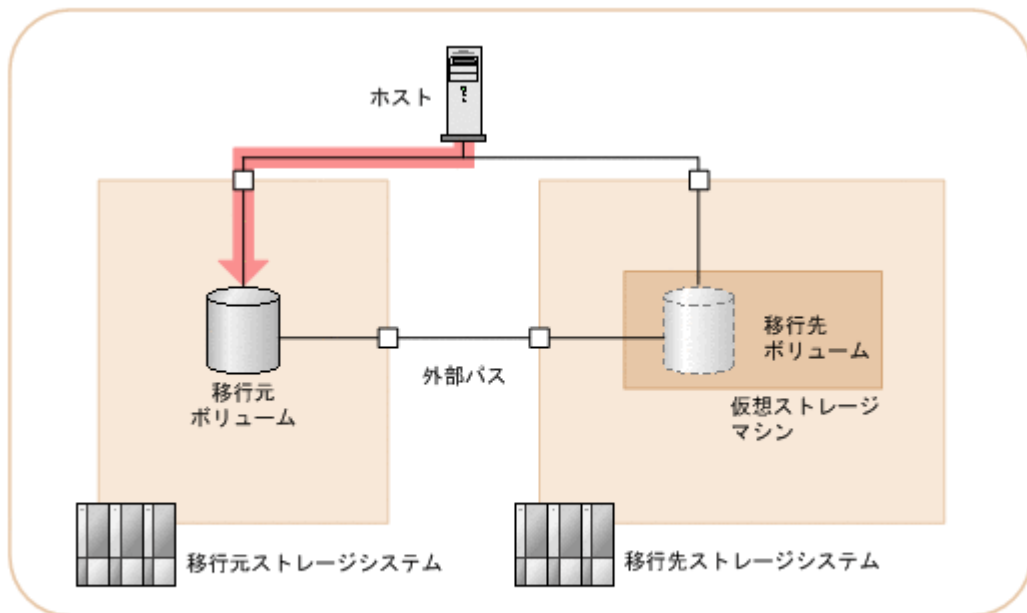 ホスト
移行先
ボリューム
外部パス
移行元
ボリューム
仮想ストレージ
マシン
移行元ストレージシステム
移行先ストレージシステム